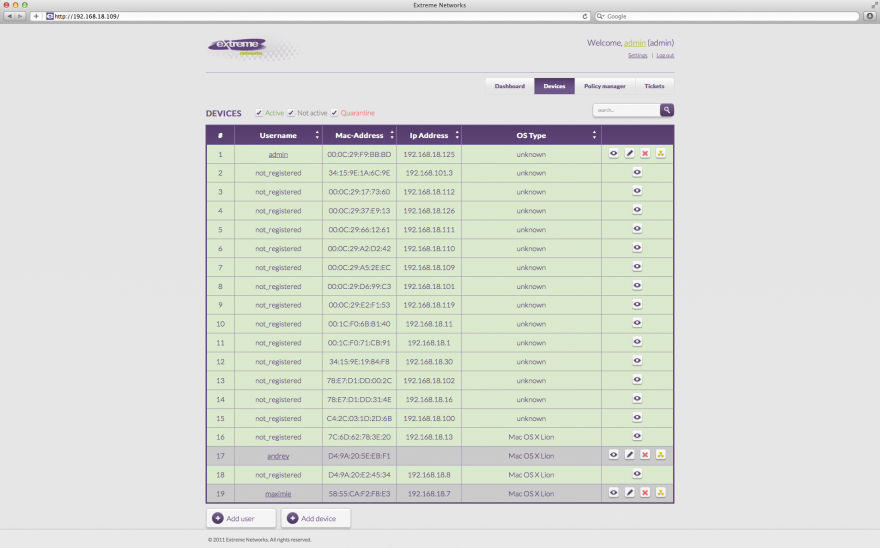 Extreme Networks
http://192.168.18.109/
Google
extreme
Welcome, admin (admin)
Settings | Log out
Dashboard Devices Policy manager Tickets
DEVICES Active Not active Quarantine search...
# Username Mac-Address Ip Address OS Type
1 admin 00:0C:29:F9:BB:BD 192.168.18.125 unknown
2 not_registered 34:15:9E:1A:6C:9E 192.168.101.3 unknown
3 not_registered 00:0C:29:17:73:60 192.168.18.112 unknown
4 not_registered 00:0C:29:37:E9:13 192.168.18.126 unknown
5 not_registered 00:0C:29:66:12:61 192.168.18.111 unknown
6 not_registered 00:0C:29:A2:D2:42 192.168.18.110 unknown
7 not_registered 00:0C:29:A5:2E:EC 192.168.18.109 unknown
8 not_registered 00:0C:29:D6:99:C3 192.168.18.101 unknown
9 not_registered 00:0C:29:E2:F1:53 192.168.18.119 unknown
10 not_registered 00:1C:F0:6B:B1:40 192.168.18.11 unknown
11 not_registered 00:1C:F0:71:CB:91 192.168.18.1 unknown
12 not_registered 34:15:9E:19:84:F8 192.168.18.30 unknown
13 not_registered 78:E7:D1:DD:00:2C 192.168.18.102 unknown
14 not_registered 78:E7:D1:DD:31:4E 192.168.18.16 unknown
15 not_registered C4:2C:03:1D:2D:6B 192.168.18.100 unknown
16 not_registered 7C:6D:62:78:3E:20 192.168.18.13 Mac OS X Lion
17 andrey D4:9A:20:5E:EB:F1 Mac OS X Lion
18 not_registered D4:9A:20:E2:45:34 192.168.18.8 Mac OS X Lion
19 maximie 58:55:CA:F2:F8:E3 192.168.18.7 Mac OS X Lion
Add user Add device
© 2011 Extreme Networks. All rights reserved.